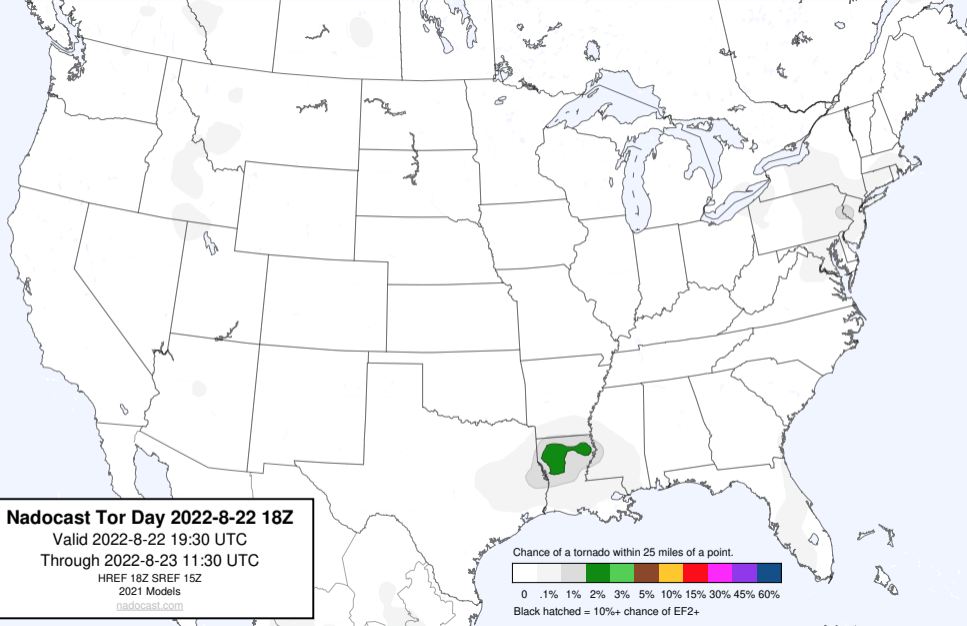 Nadocast Tor Day 2022-8-22 18Z
Valid 2022-8-22 19:30 UTC
Through 2022-8-23 11:30 UTC
HREF 18Z SREF 15Z
2021 Models
nadocast.com
Chance of a tornado within 25 miles of a point.
0 .1% 1% 2% 3% 5% 10% 15% 30% 45% 60%
Black hatched = 10%+ chance of EF2+